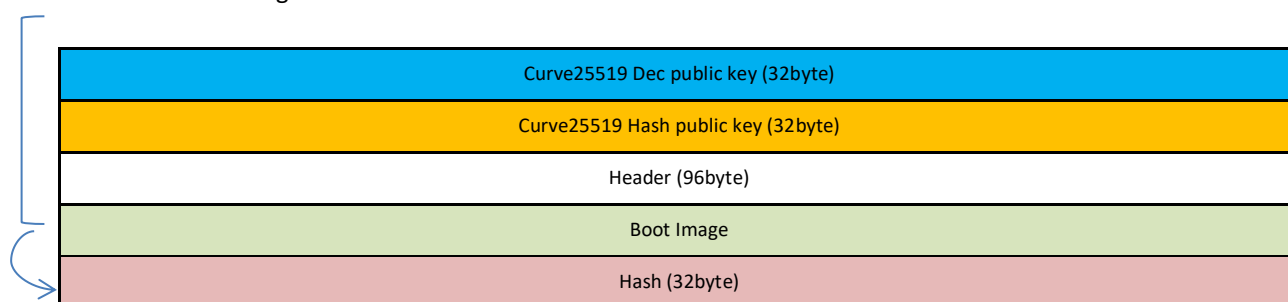 Curve25519 Dec public key (32byte)
Curve25519 Hash public key (32byte)
Header (96byte)
Boot Image
Hash (32byte)